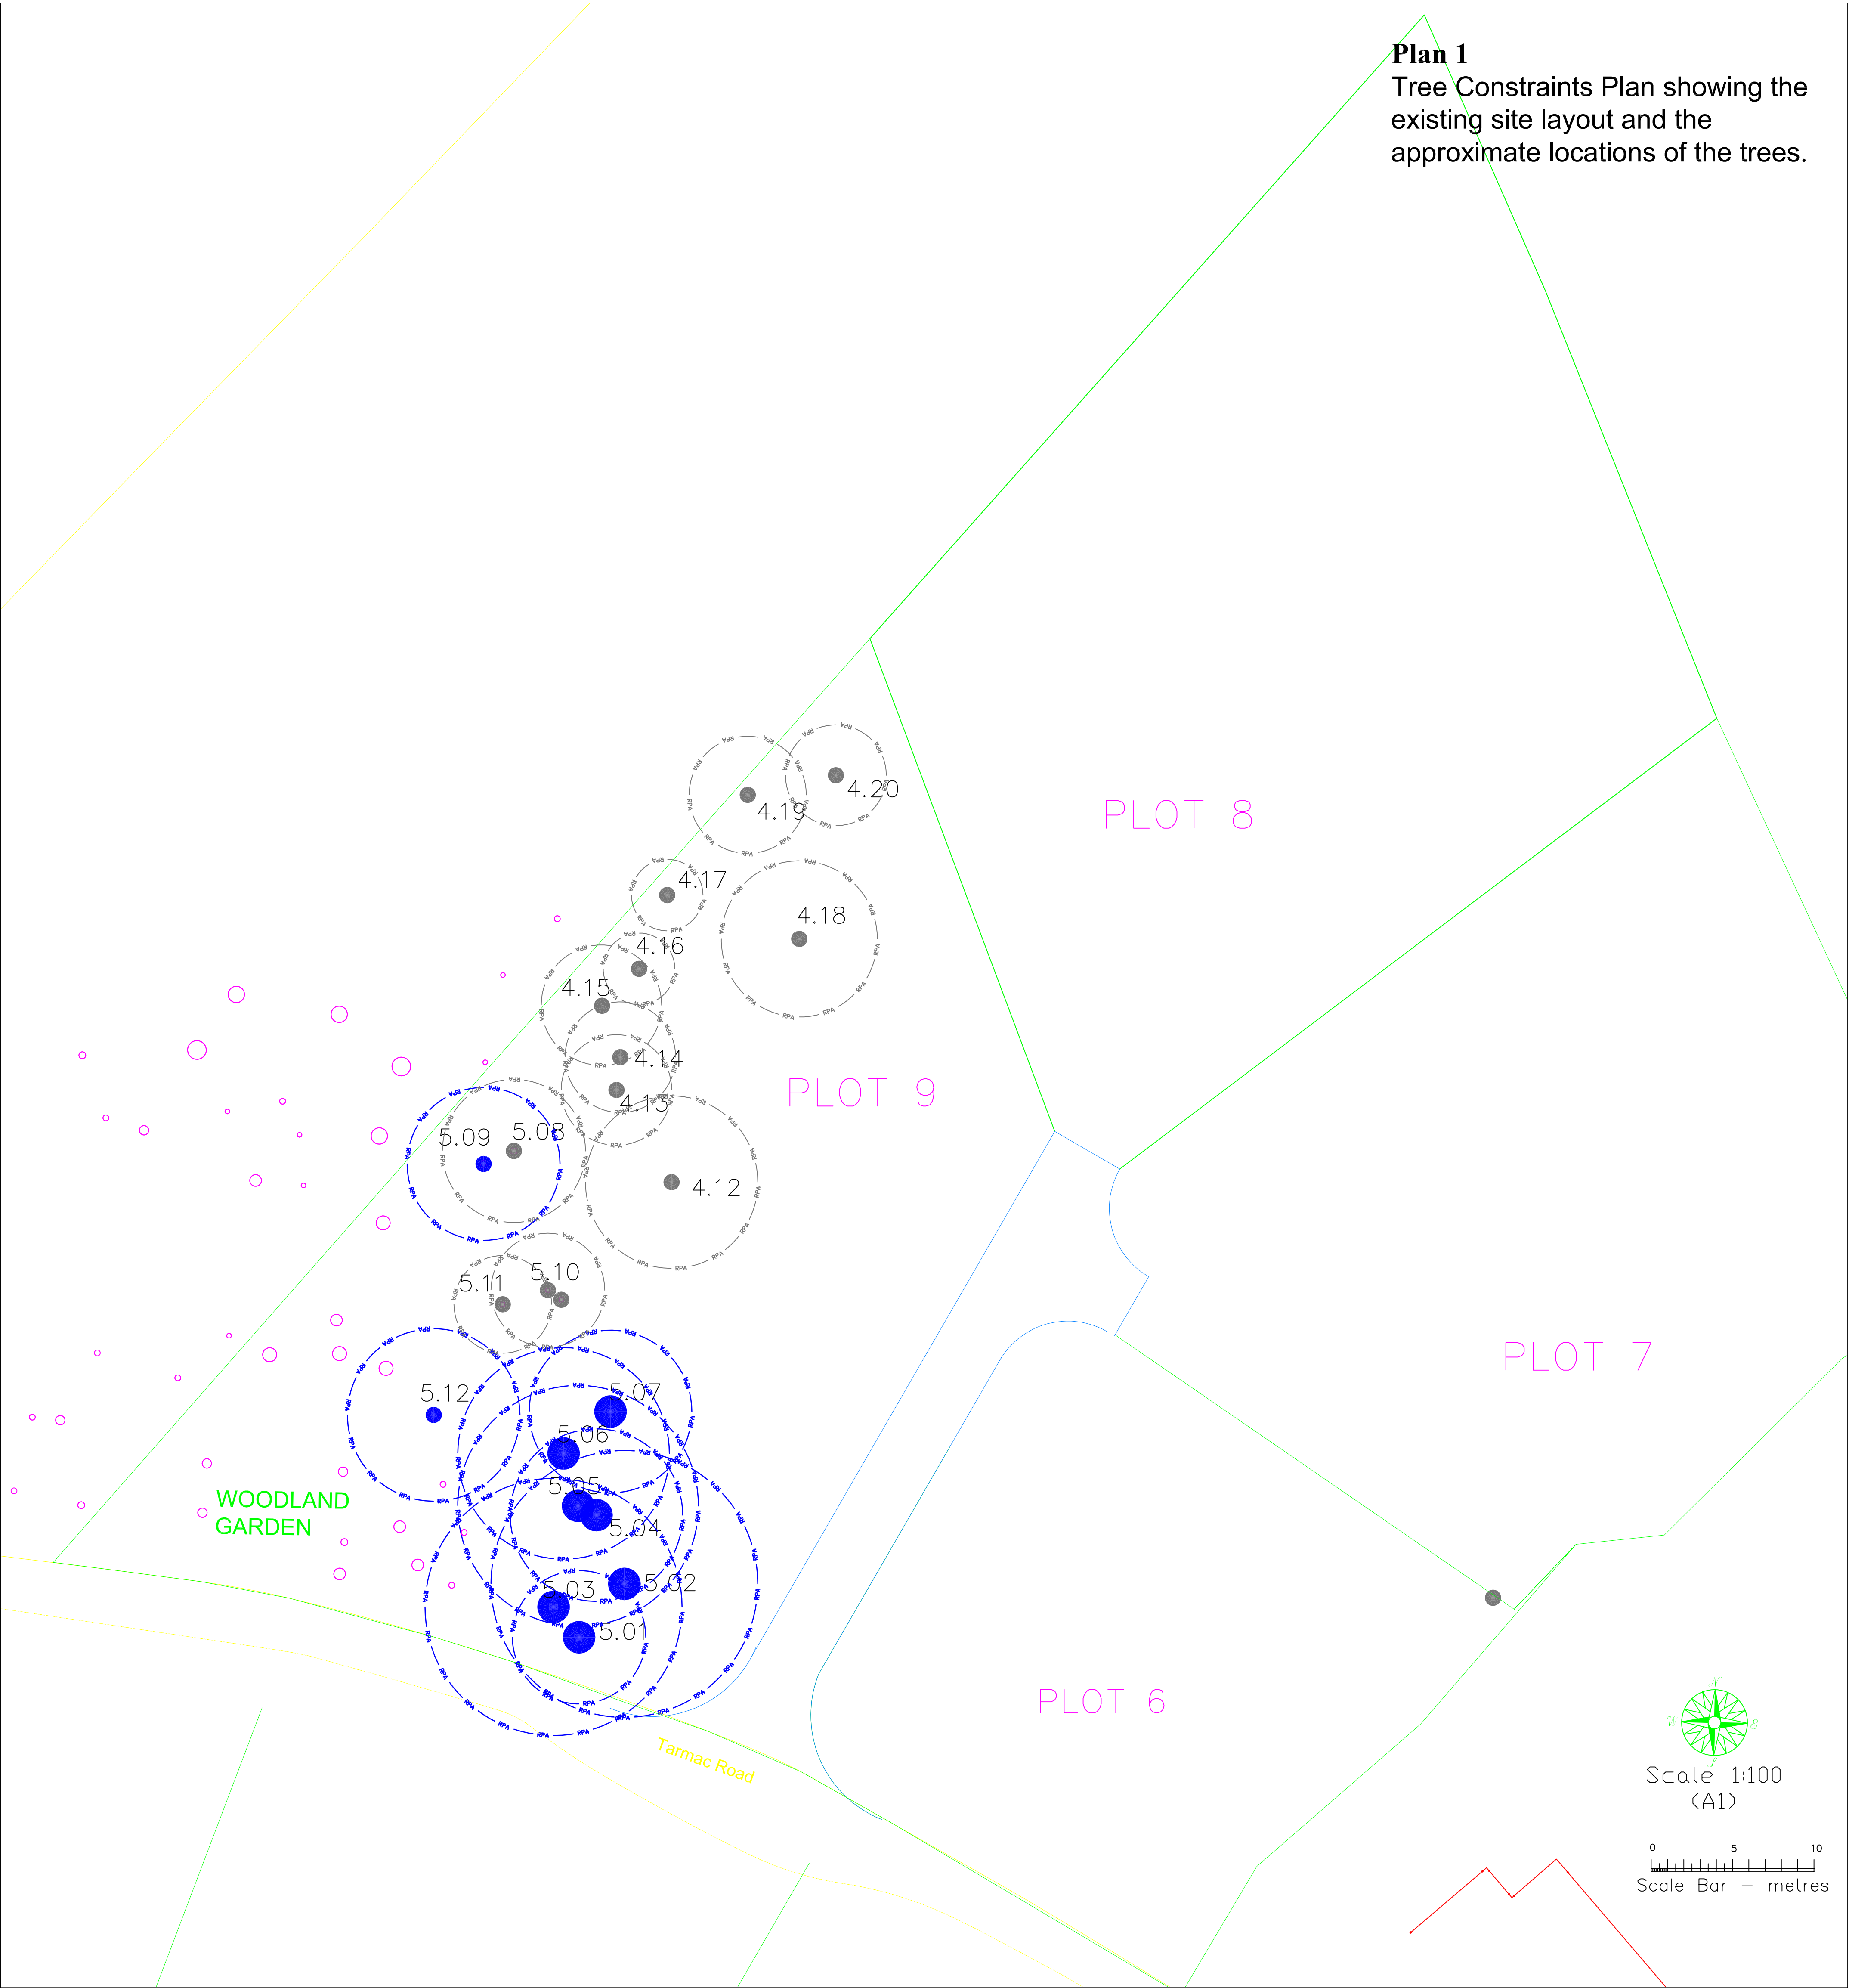 Plan 1
Tree Constraints Plan showing the
existing site layout and the
approximate locations of the trees.
4.20
4.19
PLOT 8
4.17
4.18
4.16
4.15
4.14
PLOT 9
4.13
5.09
5.08
4.12
5.10
5.11
PLOT 7
5.12
5.07
5.06
5.05
WOODLAND
GARDEN
5.04
5.03
5.02
5.01
PLOT 6
N
W
E
Tarmac Road
Scale 1:100
(A1)
0 5 10
Scale Bar – metres
RPA